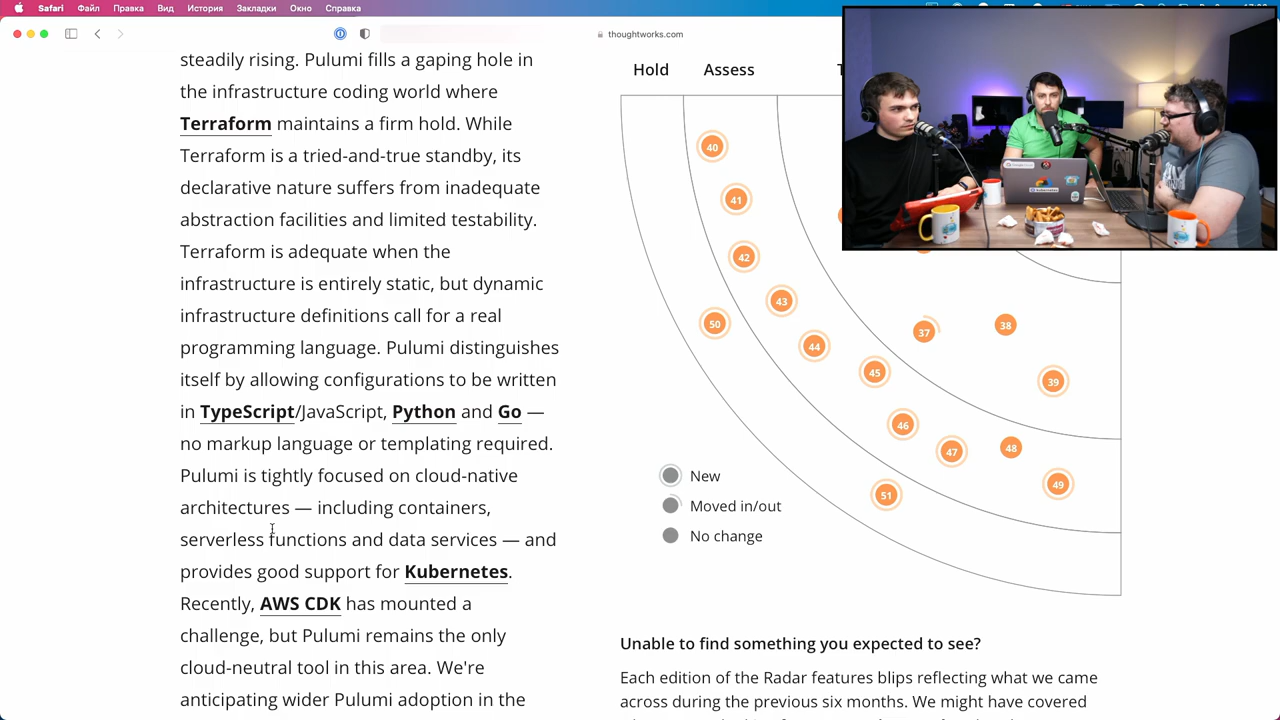 Safari Файл Правка Вид История Закладки Окно Справка
thoughtworks.com
steadily rising. Pulumi fills a gaping hole in
the infrastructure coding world where
Terraform maintains a firm hold. While
Terraform is a tried-and-true standby, its
declarative nature suffers from inadequate
abstraction facilities and limited testability.
Terraform is adequate when the
infrastructure is entirely static, but dynamic
infrastructure definitions call for a real
programming language. Pulumi distinguishes
itself by allowing configurations to be written
in TypeScript/JavaScript, Python and Go —
no markup language or templating required.
Pulumi is tightly focused on cloud-native
architectures — including containers,
serverless functions and data services — and
provides good support for Kubernetes.
Recently, AWS CDK has mounted a
challenge, but Pulumi remains the only
cloud-neutral tool in this area. We're
anticipating wider Pulumi adoption in the
Hold Assess
40
41
42
43
50
44
37
38
45
39
46
47
48
49
51
New
Moved in/out
No change
Unable to find something you expected to see?
Each edition of the Radar features blips reflecting what we came
across during the previous six months. We might have covered